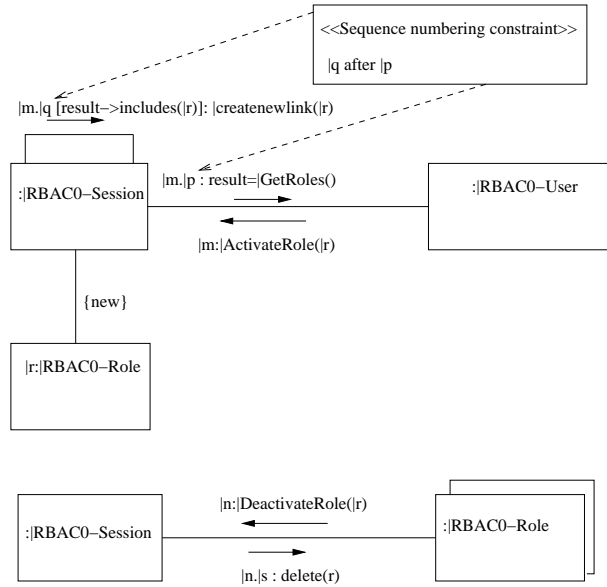 <<Sequence numbering constraint>>
|q after |p
|m.|q [result−>includes(|r)]: |createnewlink(|r)
:|RBAC0−Session
|m.|p : result=|GetRoles()
:|RBAC0−User
|m:|ActivateRole(|r)
{new}
|r:|RBAC0−Role
|n:|DeactivateRole(|r)
:|RBAC0−Session
:|RBAC0−Role
|n.|s : delete(r)